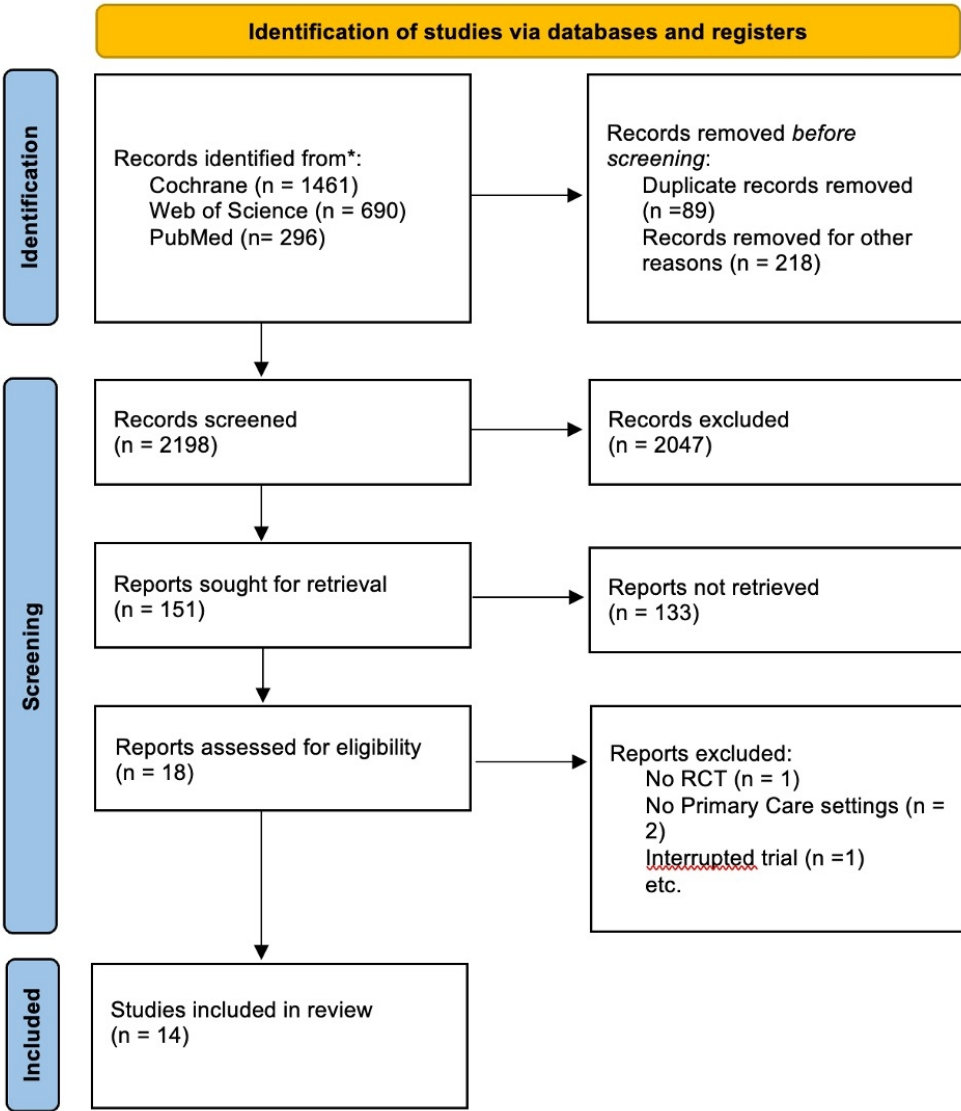 Identification of studies via databases and registers
Identification
Records identified from*:
Cochrane (n = 1461)
Web of Science (n = 690)
PubMed (n= 296)
Records removed before
screening:
Duplicate records removed
(n =89)
Records removed for other
reasons (n = 218)
Screening
Records screened
(n = 2198)
Records excluded
(n = 2047)
Reports sought for retrieval
(n = 151)
Reports not retrieved
(n = 133)
Reports assessed for eligibility
(n = 18)
Reports excluded:
No RCT (n = 1)
No Primary Care settings (n =
2)
Interrupted trial (n =1)
etc.
Included
Studies included in review
(n = 14)